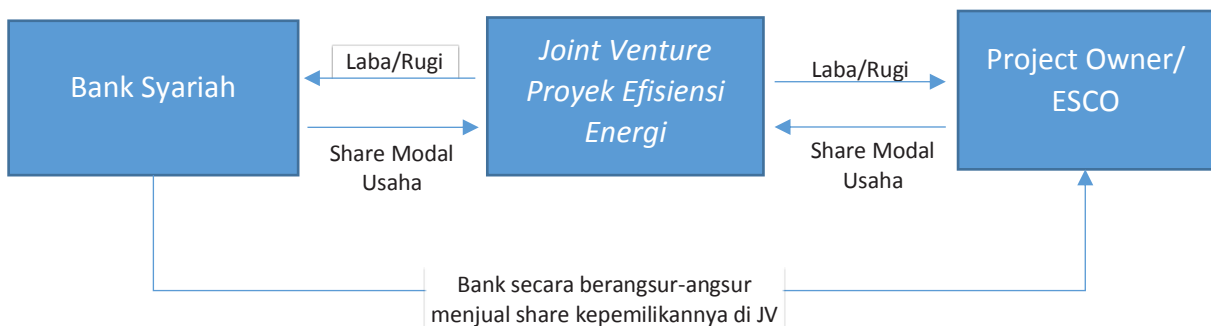 Bank Syariah
Laba/Rugi
Share Modal
Usaha
Joint Venture
Proyek Efisiensi
Energi
Laba/Rugi
Share Modal
Usaha
Project Owner/
ESCO
Bank secara berangsur-angsur
menjual share kepemilikannya di JV